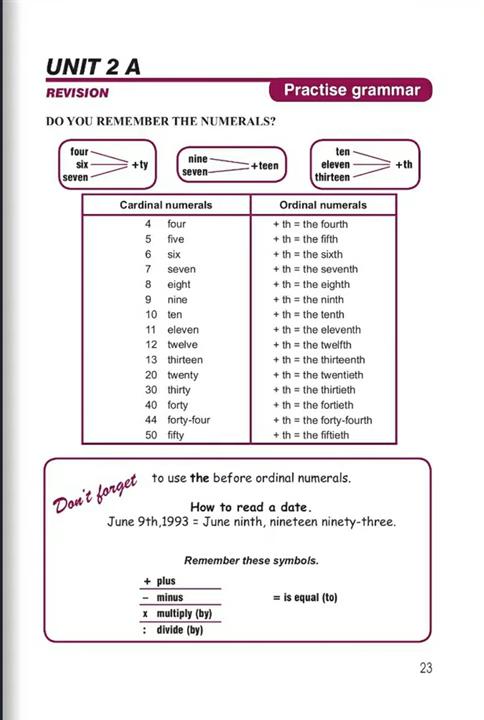 UNIT 2 A
REVISION
Practise grammar
DO YOU REMEMBER THE NUMERALS?
four
six
seven
+ty
nine
seven
+teen
ten
eleven
thirteen
+th
Cardinal numerals Ordinal numerals
4 four + th = the fourth
5 five + th = the fifth
6 six + th = the sixth
7 seven + th = the seventh
8 eight + th = the eighth
9 nine + th = the ninth
10 ten + th = the tenth
11 eleven + th = the eleventh
12 twelve + th = the twelfth
13 thirteen + th = the thirteenth
20 twenty + th = the twentieth
30 thirty + th = the thirtieth
40 forty + th = the fortieth
44 forty-four + th = the forty-fourth
50 fifty + th = the fiftieth
Don't forget to use the before ordinal numerals.
How to read a date.
June 9th,1993 = June ninth, nineteen ninety-three.
Remember these symbols.
+ plus
– minus = is equal (to)
x multiply (by)
: divide (by)
23